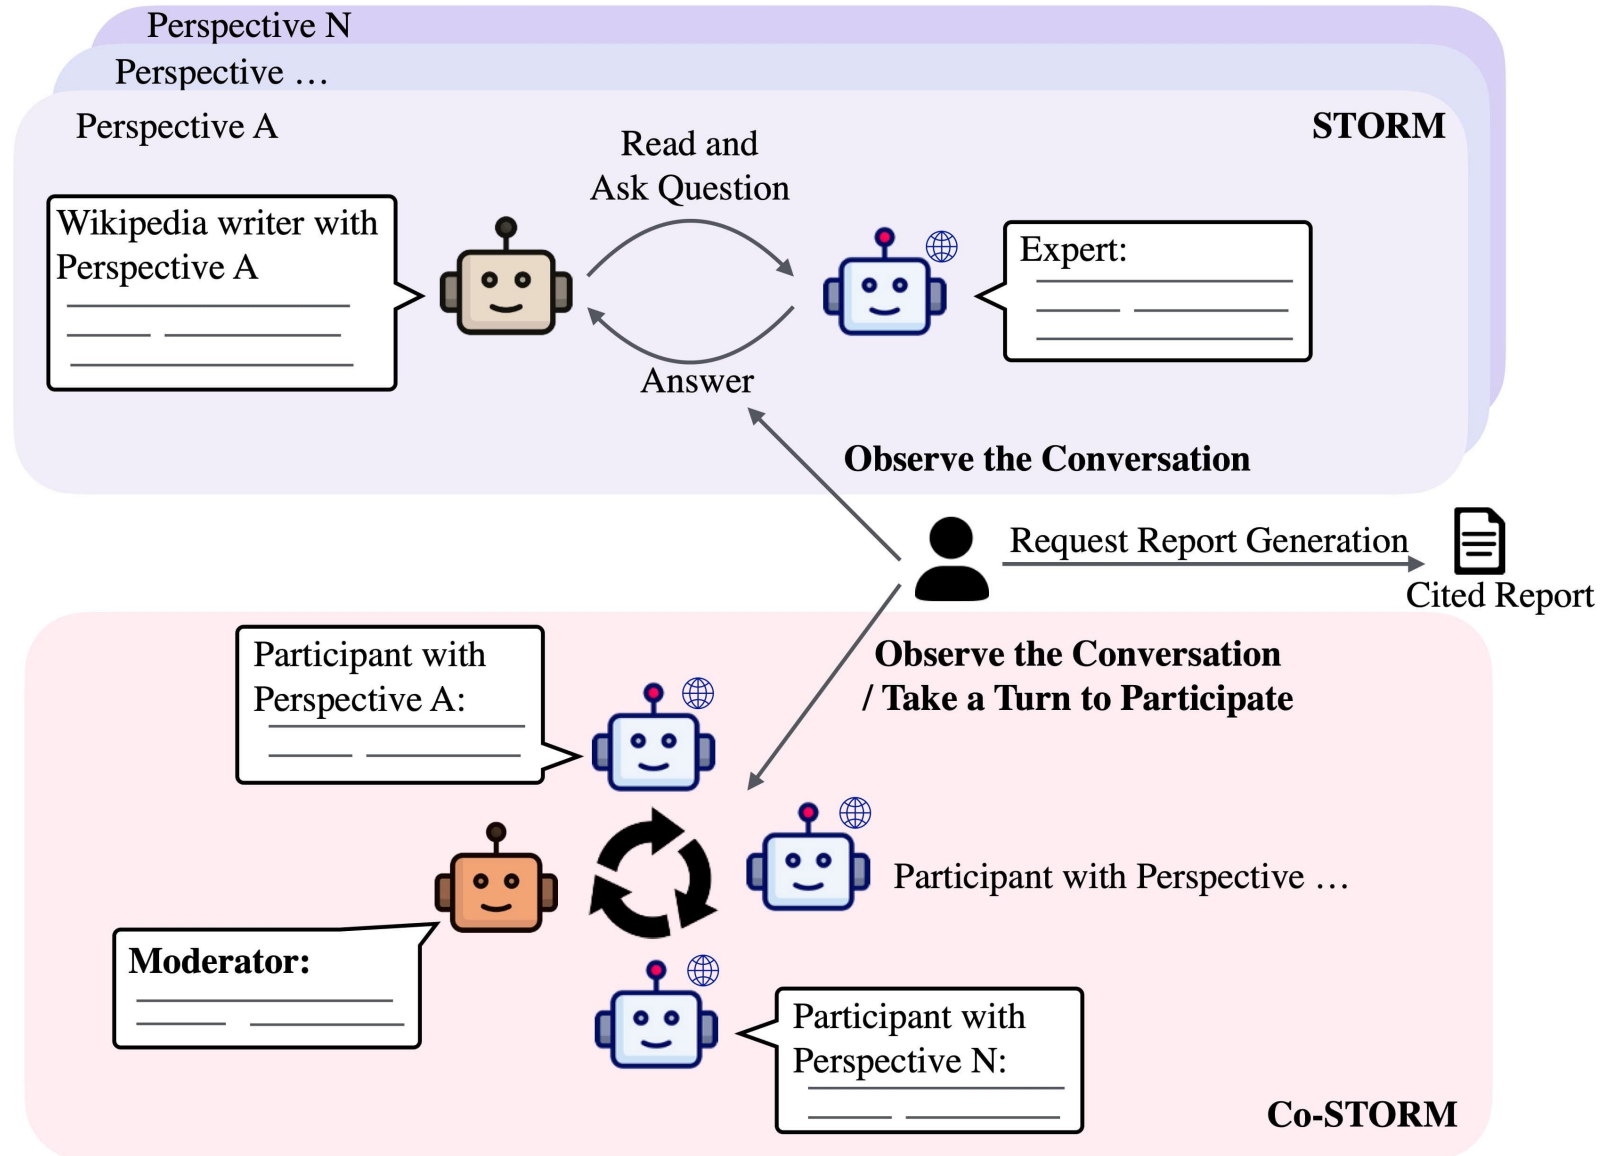 Perspective N
Perspective …
Perspective A
STORM
Read and
Ask Question
Wikipedia writer with
Perspective A
Expert:
Answer
Observe the Conversation
Request Report Generation
Cited Report
Participant with
Perspective A:
Observe the Conversation
/ Take a Turn to Participate
Participant with Perspective …
Moderator:
Participant with
Perspective N:
Co-STORM